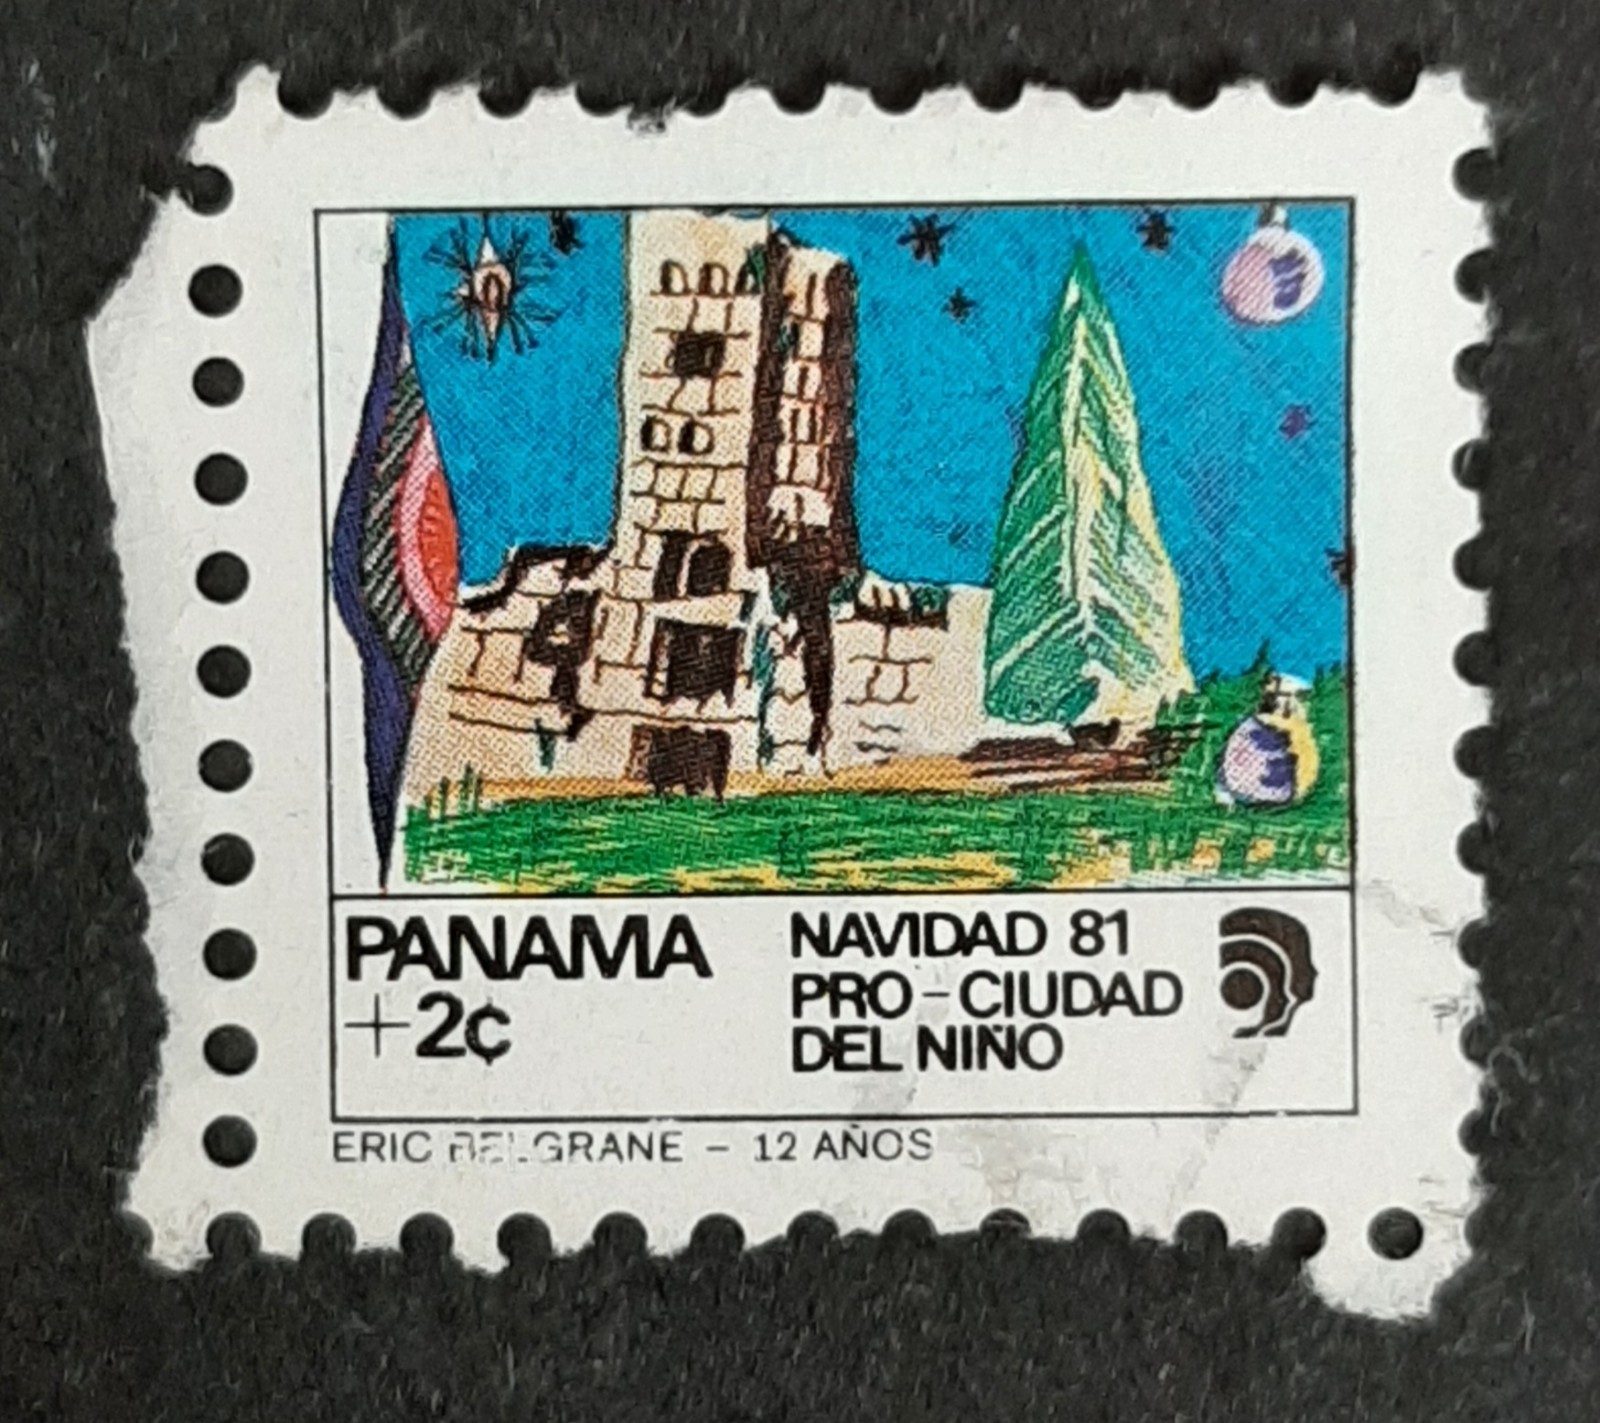 PANAMA
+2¢
NAVIDAD 81
PRO-CIUDAD
DEL NIÑO
ERIC BELGRANE - 12 AÑOS